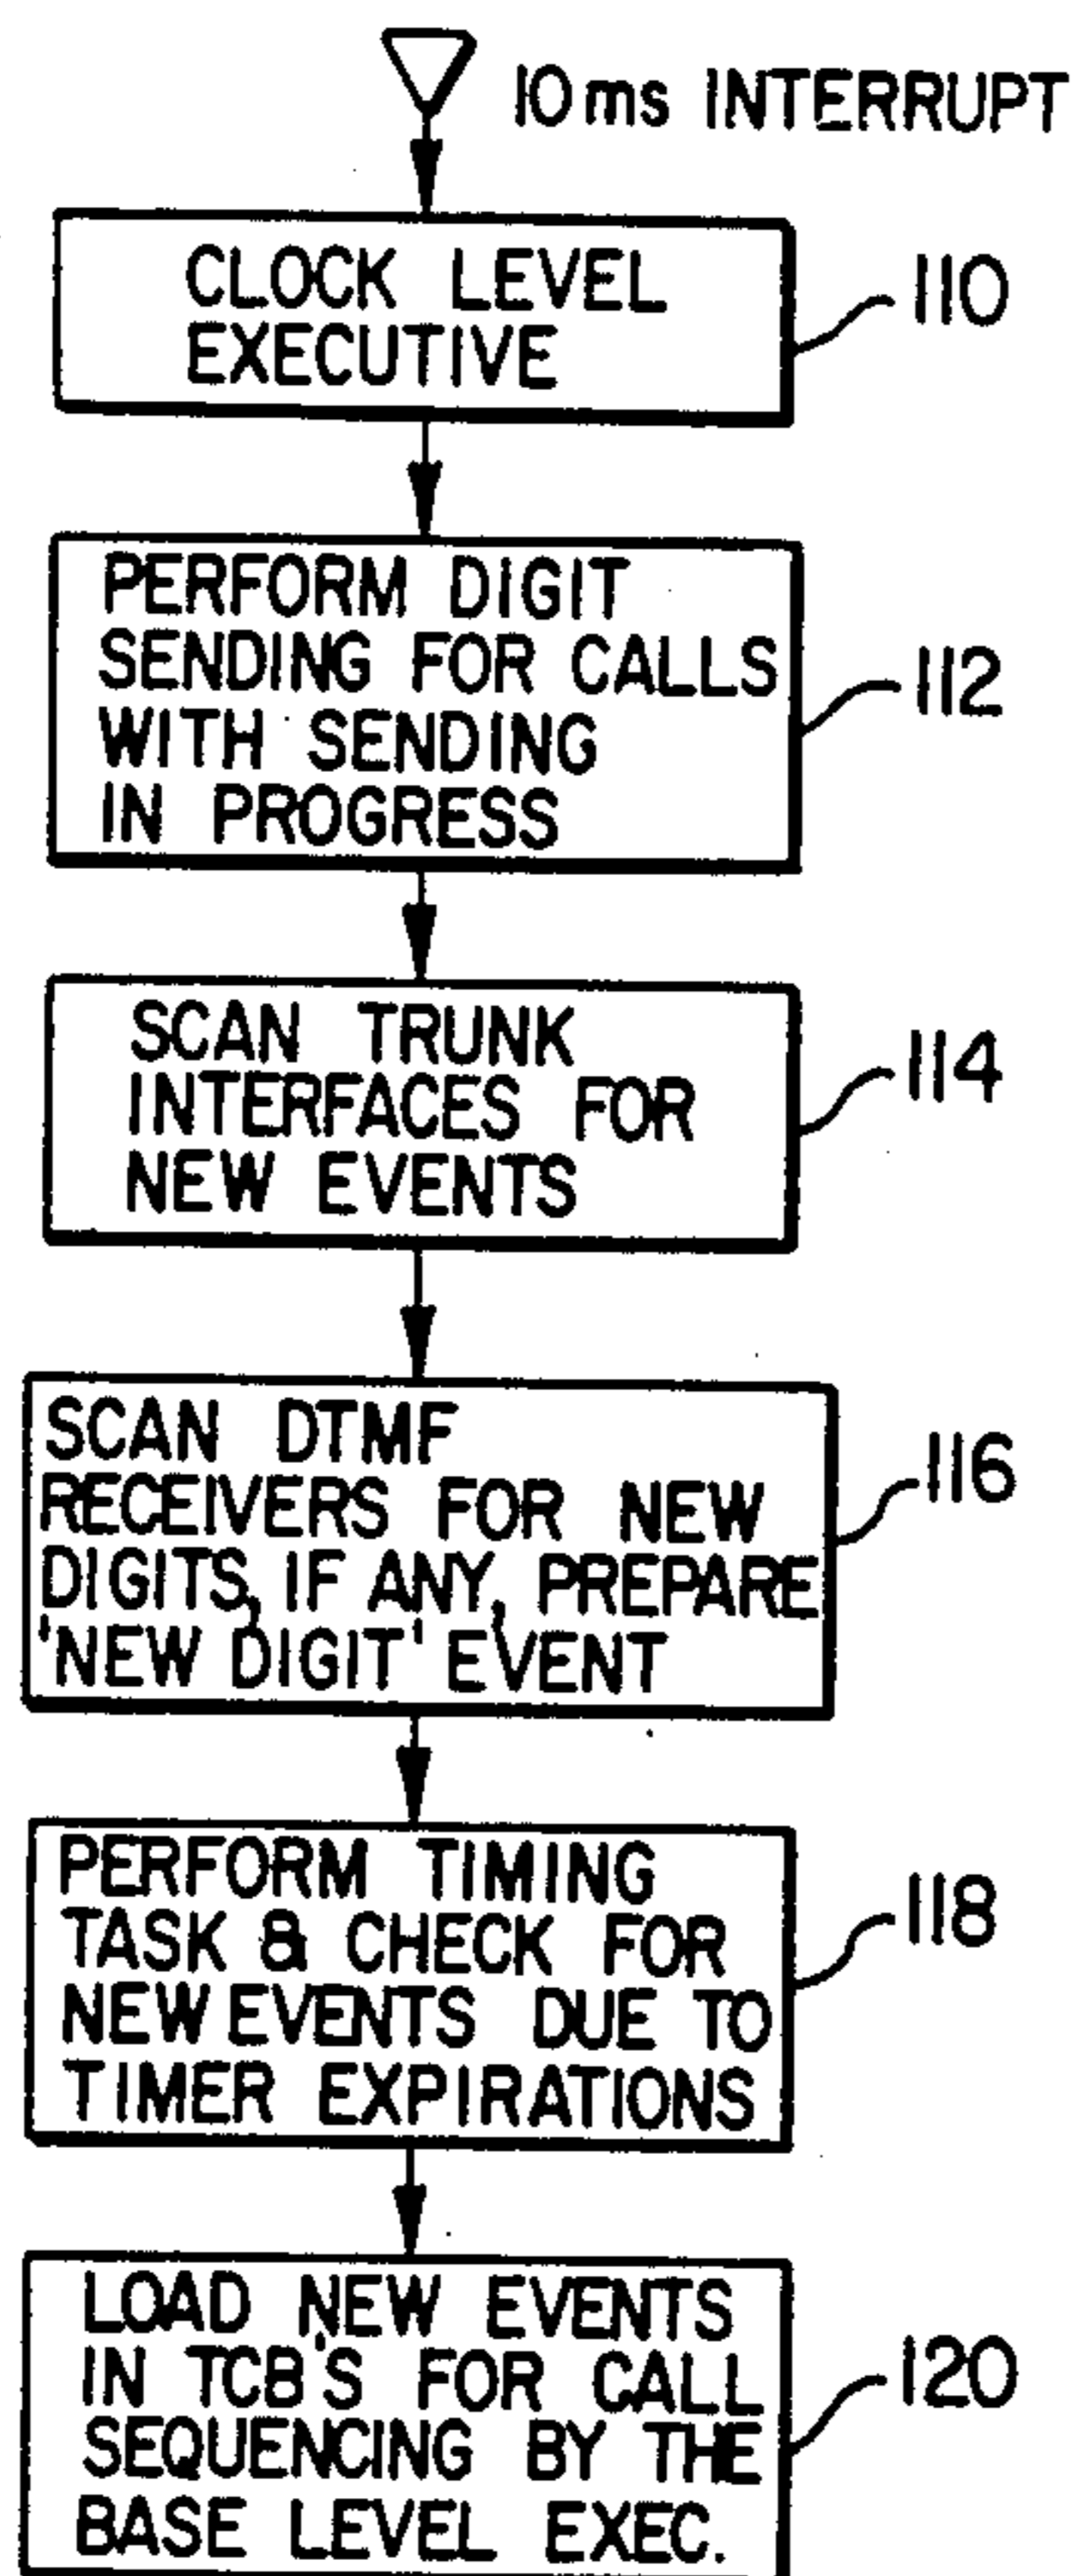 10ms INTERRUPT
CLOCK LEVEL
EXECUTIVE
110
PERFORM DIGIT
SENDING FOR CALLS
WITH SENDING
IN PROGRESS
112
SCAN TRUNK
INTERFACES FOR
NEW EVENTS
114
SCAN DTMF
RECEIVERS FOR NEW
DIGITS, IF ANY, PREPARE
'NEW DIGIT' EVENT
116
PERFORM TIMING
TASK & CHECK FOR
NEW EVENTS DUE TO
TIMER EXPIRATIONS
118
LOAD NEW EVENTS
IN TCB'S FOR CALL
SEQUENCING BY THE
BASE LEVEL EXEC.
120